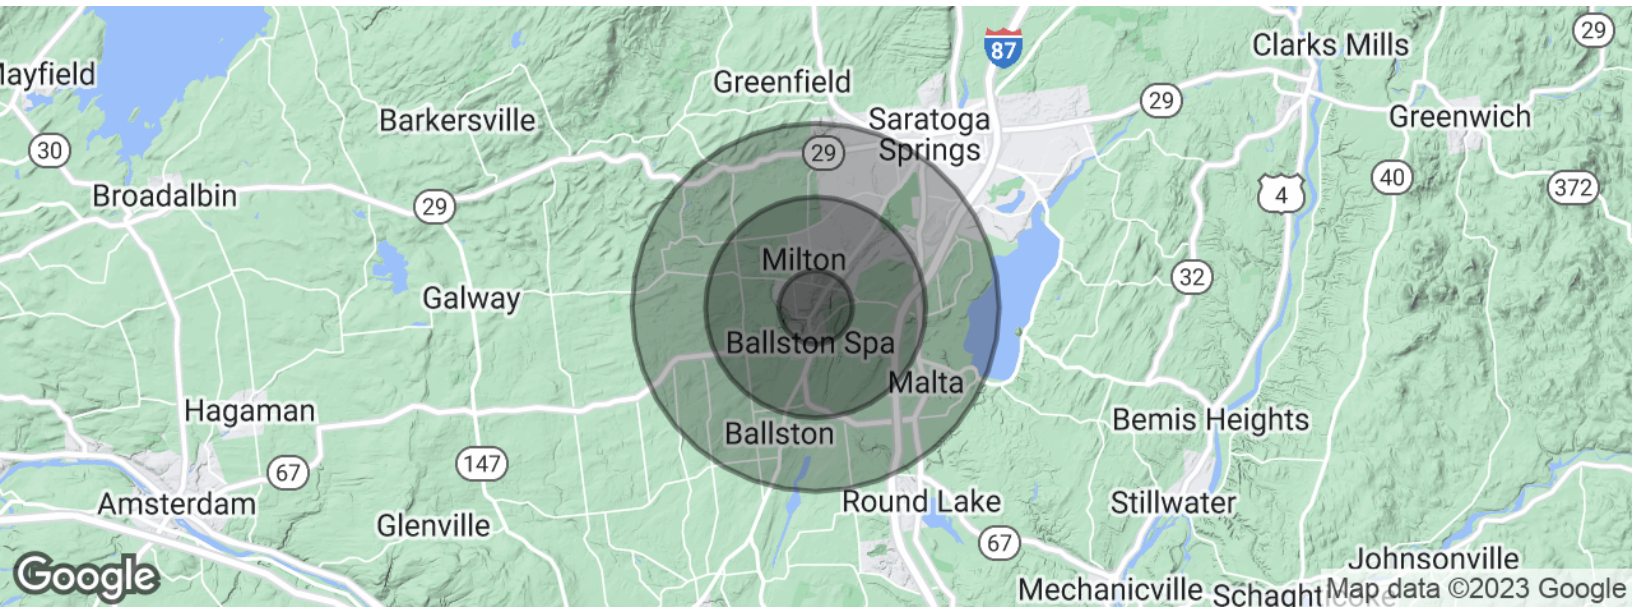 29
87
Clarks Mills
Mayfield
Greenfield
29
Barkersville
Saratoga
Springs
Greenwich
30
29
40
372
Broadalbin
29
4
Milton
32
Galway
Ballston Spa
Malta
Hagaman
Bemis Heights
Ballston
147
67
Amsterdam
Round Lake
Stillwater
Glenville
67
Johnsonville
Google
Mechanicville
Map data ©2023 Google